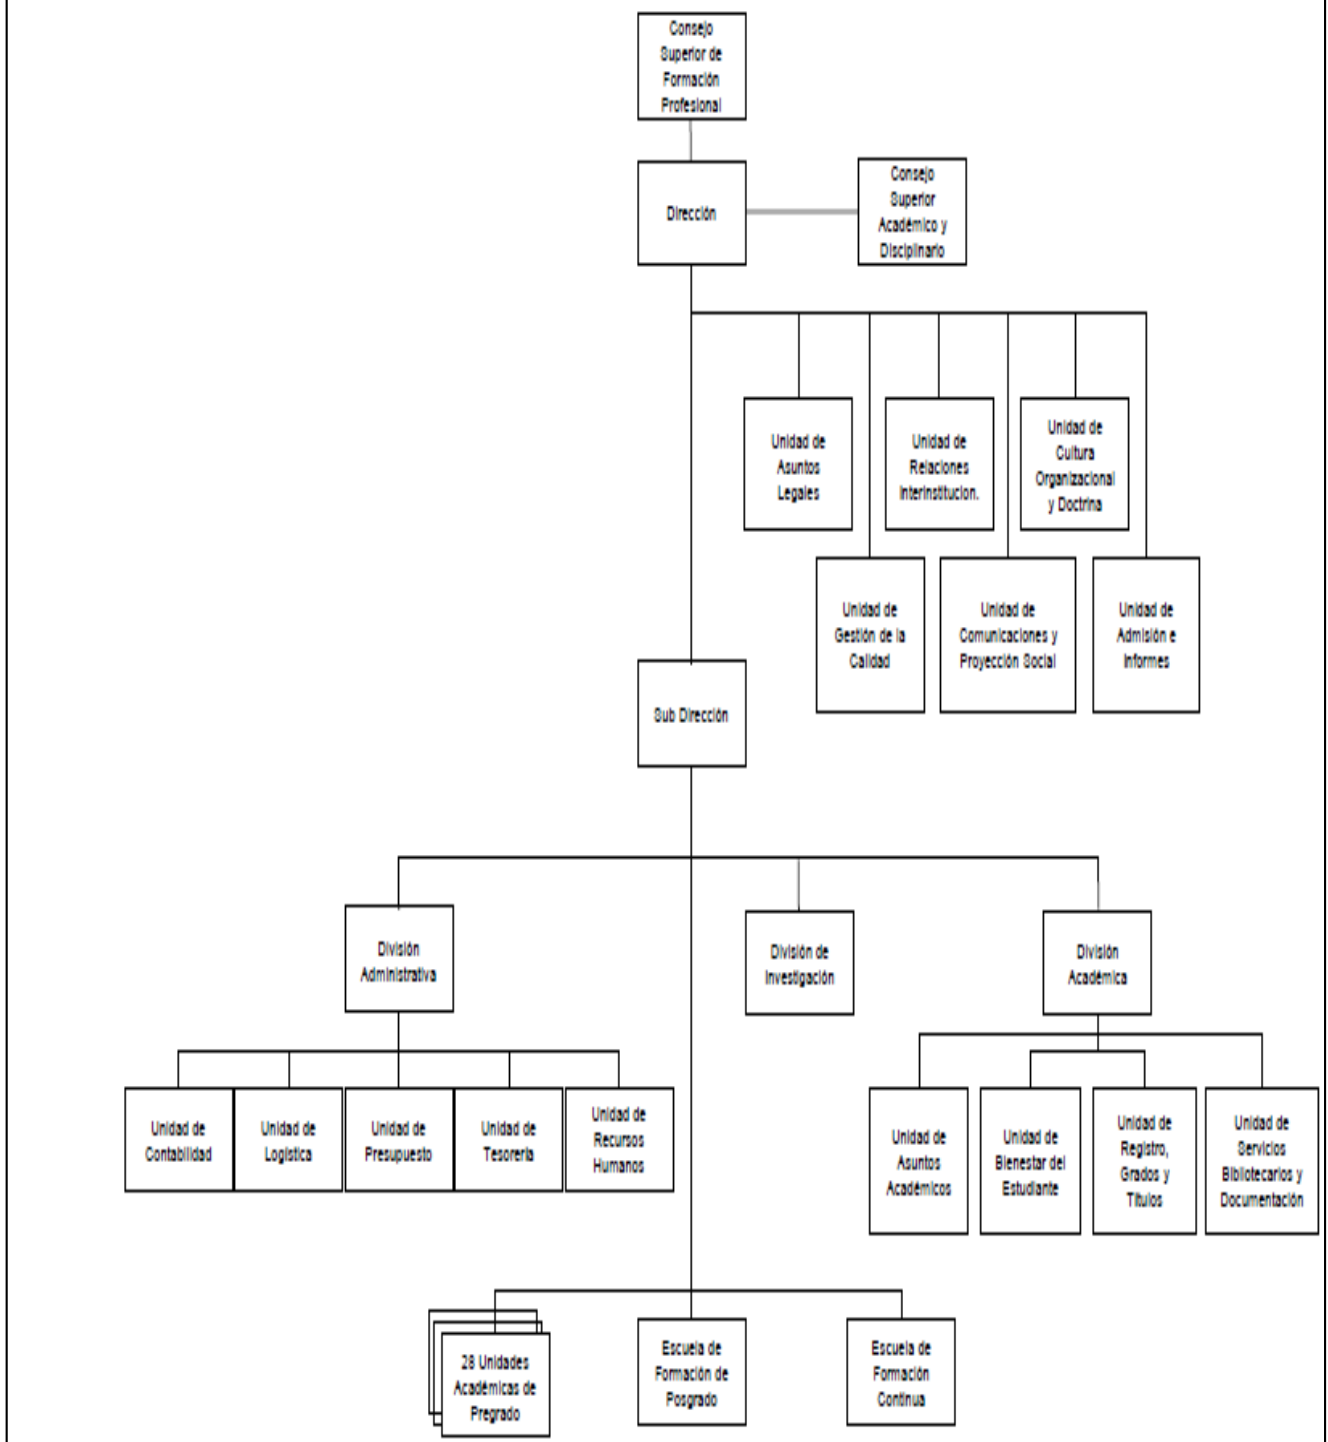 Consejo
Superior de
Formación
Profesional
Dirección
Consejo
Superior
Académico y
Disciplinario
Unidad de
Asuntos
Legales
Unidad de
Relaciones
Interinstitucion.
Unidad de
Cultura
Organizacional
y Doctrina
Unidad de
Gestión de la
Calidad
Unidad de
Comunicaciones y
Proyección Social
Unidad de
Admisión e
Informes
Sub Dirección
División
Administrativa
División de
Investigación
División
Académica
Unidad de
Contabilidad
Unidad de
Logística
Unidad de
Presupuesto
Unidad de
Tesorería
Unidad de
Recursos
Humanos
Unidad de
Asuntos
Académicos
Unidad de
Bienestar del
Estudiante
Unidad de
Registro,
Grados y
Títulos
Unidad de
Servicios
Bibliotecarios y
Documentación
28 Unidades
Académicas de
Pregrado
Escuela de
Formación de
Posgrado
Escuela de
Formación
Continua